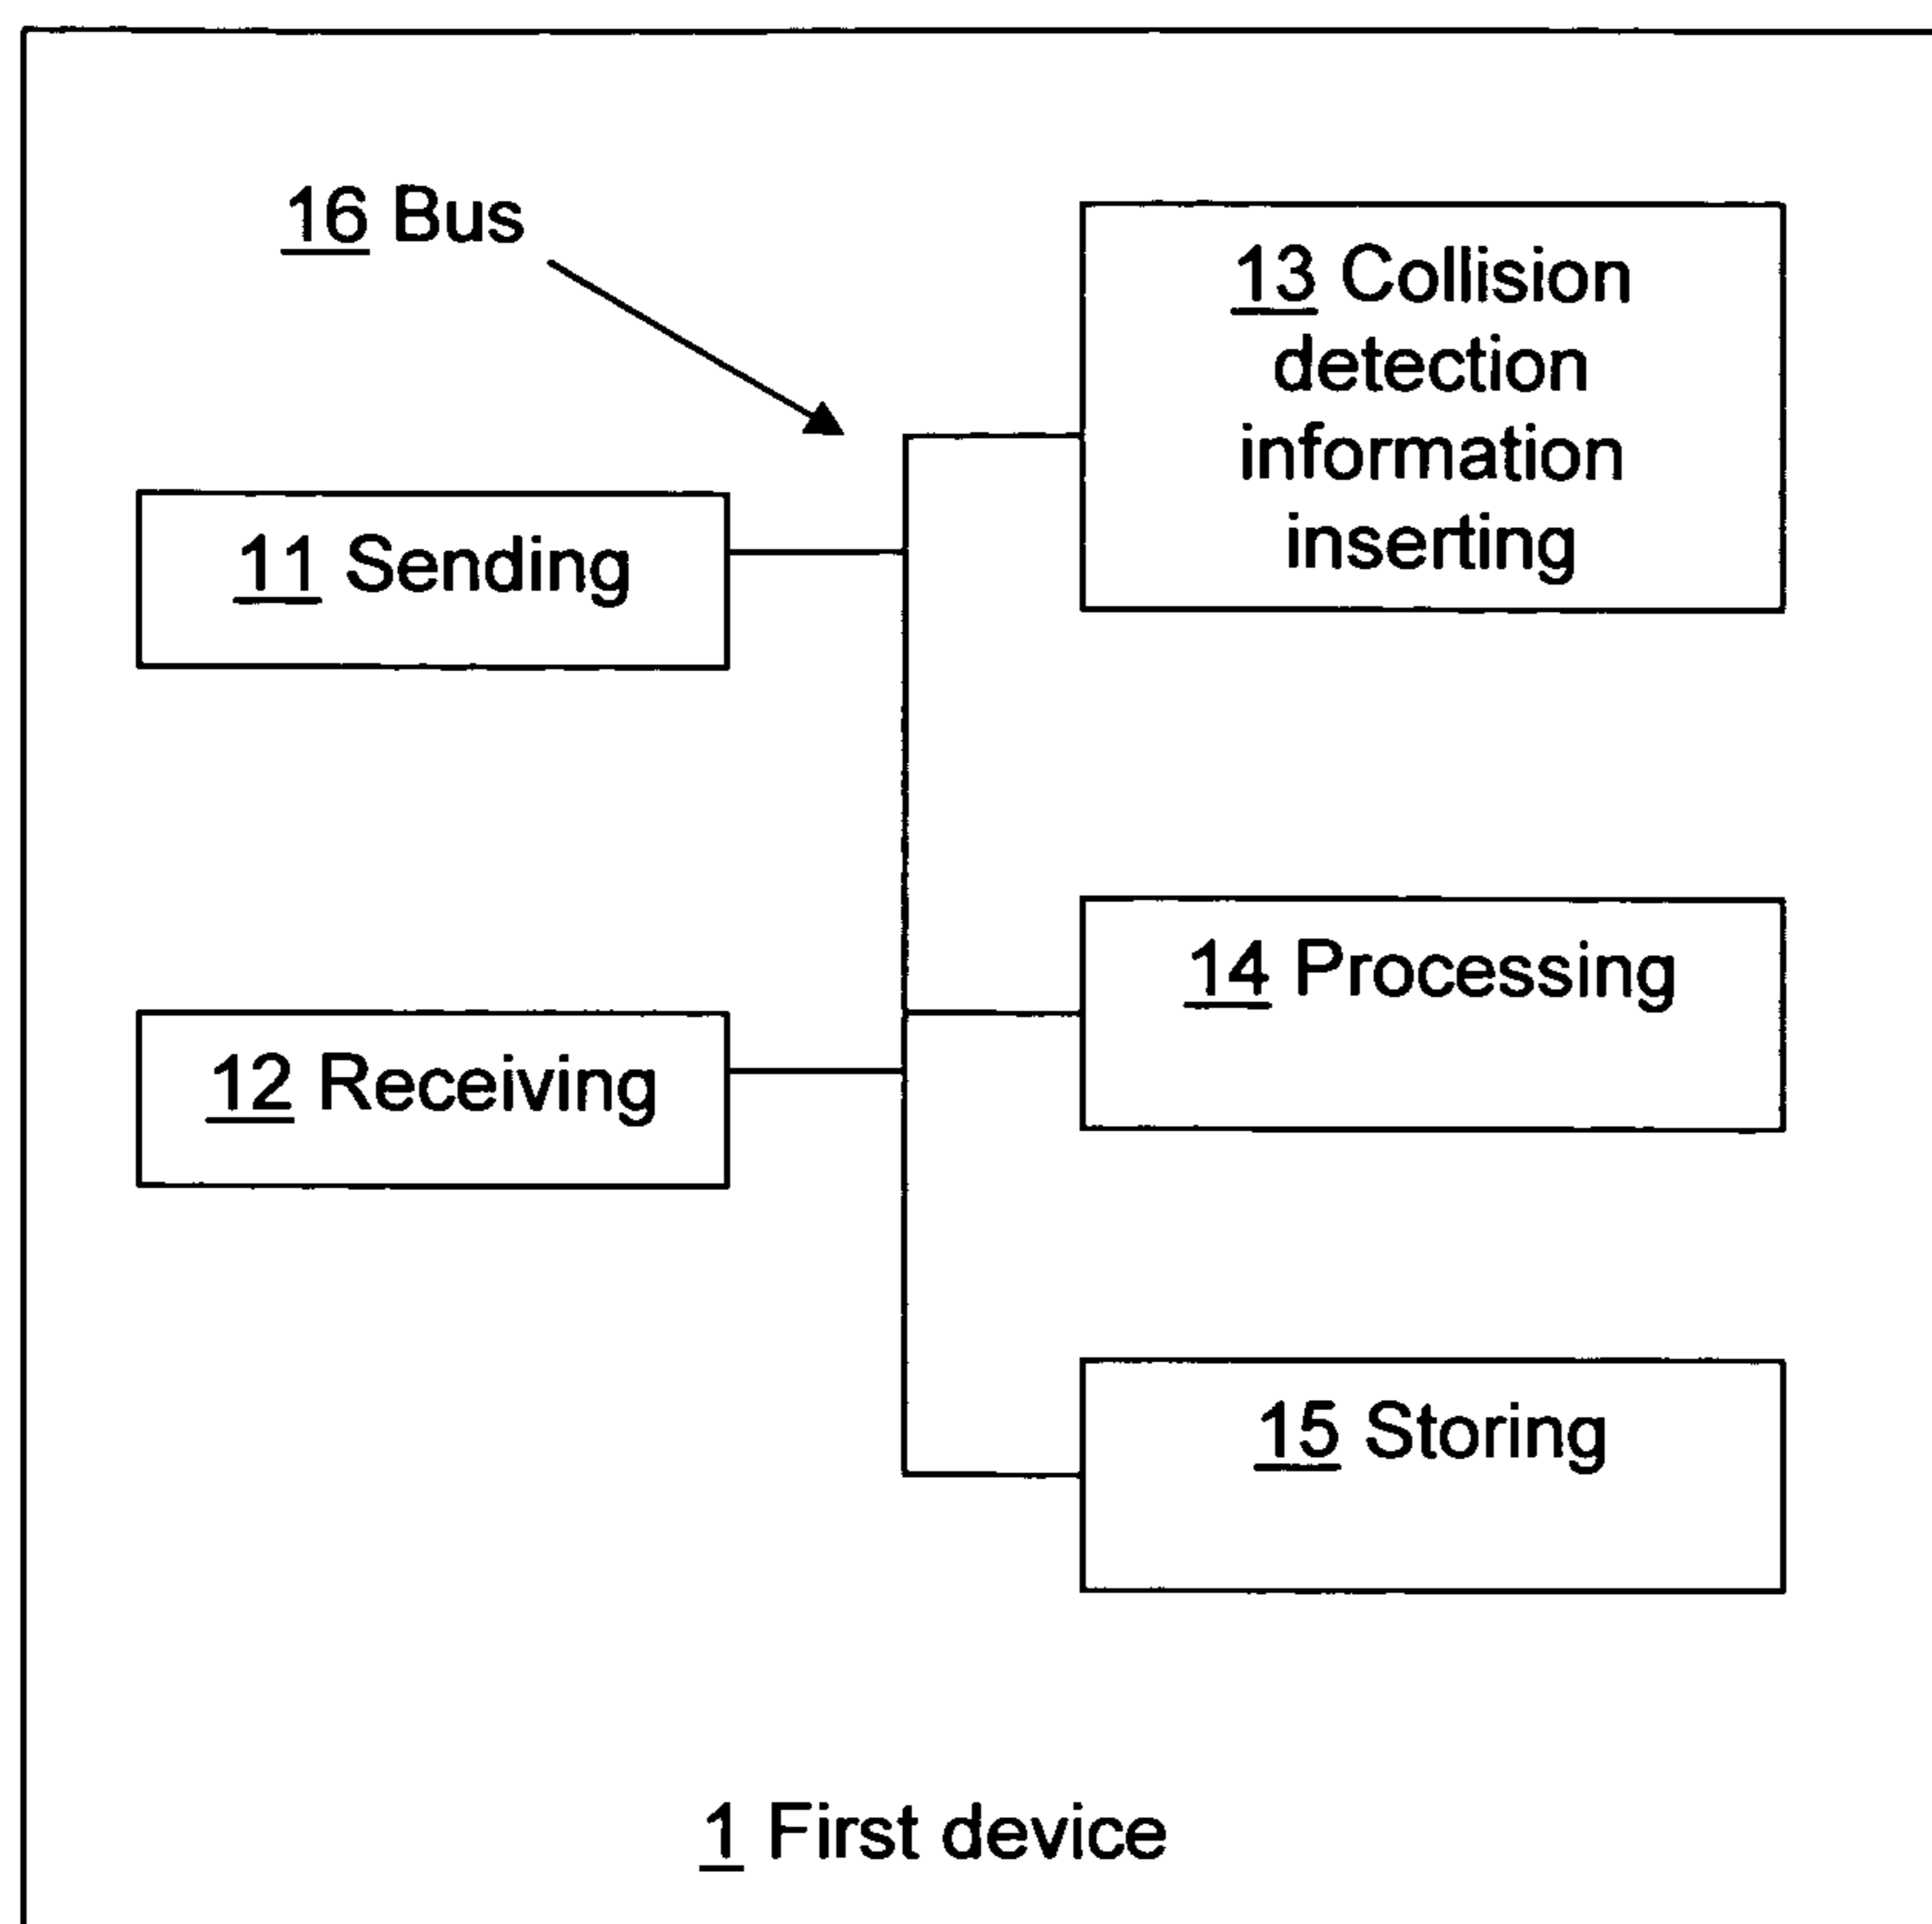 16 Bus
13 Collision
detection
information
inserting
11 Sending
14 Processing
12 Receiving
15 Storing
1 First device